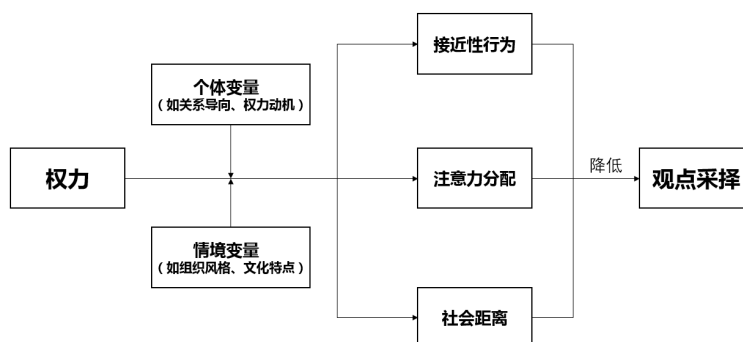 接近性行为
个体变量
（如关系导向、权力动机）
权力
注意力分配
降低
观点采择
情境变量
（如组织风格、文化特点）
社会距离